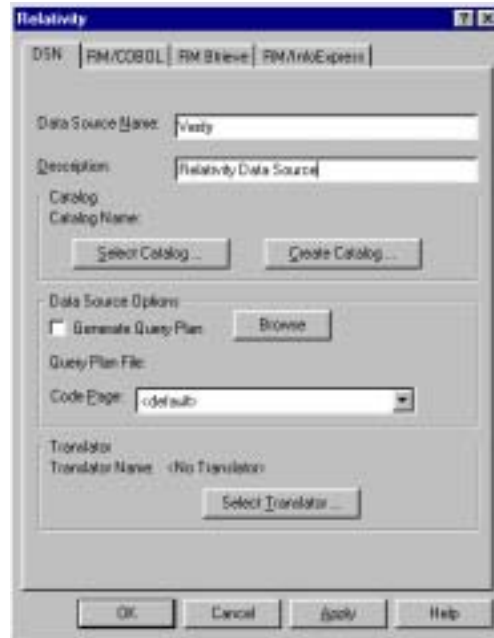 Relativity
DSN RM/COBOL RM Btrieve RM/InfoExpress
Data Source Name: Verify
Description: Relativity Data Source
Catalog
Catalog Name:
Select Catalog ... Create Catalog ...
Data Source Options
Generate Query Plan Browse
Query Plan File:
Code Page: <default>
Translator
Translator Name: <No Translator>
Select Translator ...
OK Cancel Apply Help